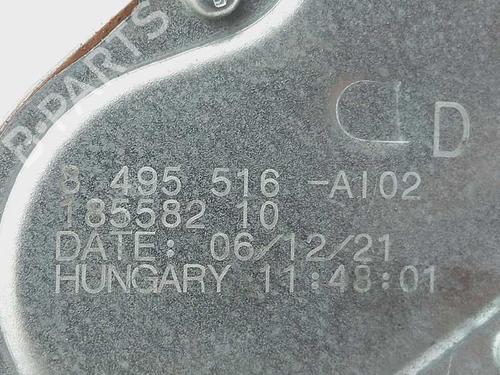 B-PARTS
D
8 495 516 -AI02
185582 10
DATE: 06/12/21
HUNGARY 11:48:01